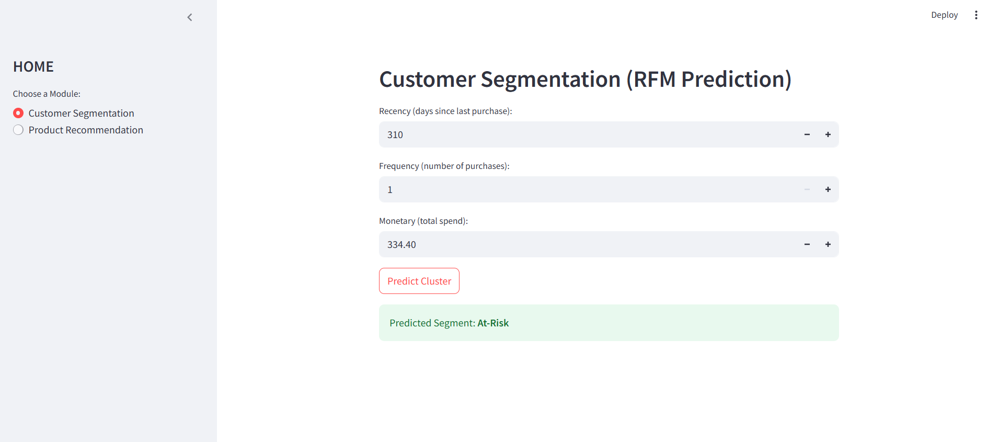 Deploy
HOME
Choose a Module:
Customer Segmentation
Product Recommendation
Customer Segmentation (RFM Prediction)
Recency (days since last purchase):
310
Frequency (number of purchases):
1
Monetary (total spend):
334.40
Predict Cluster
Predicted Segment: At-Risk